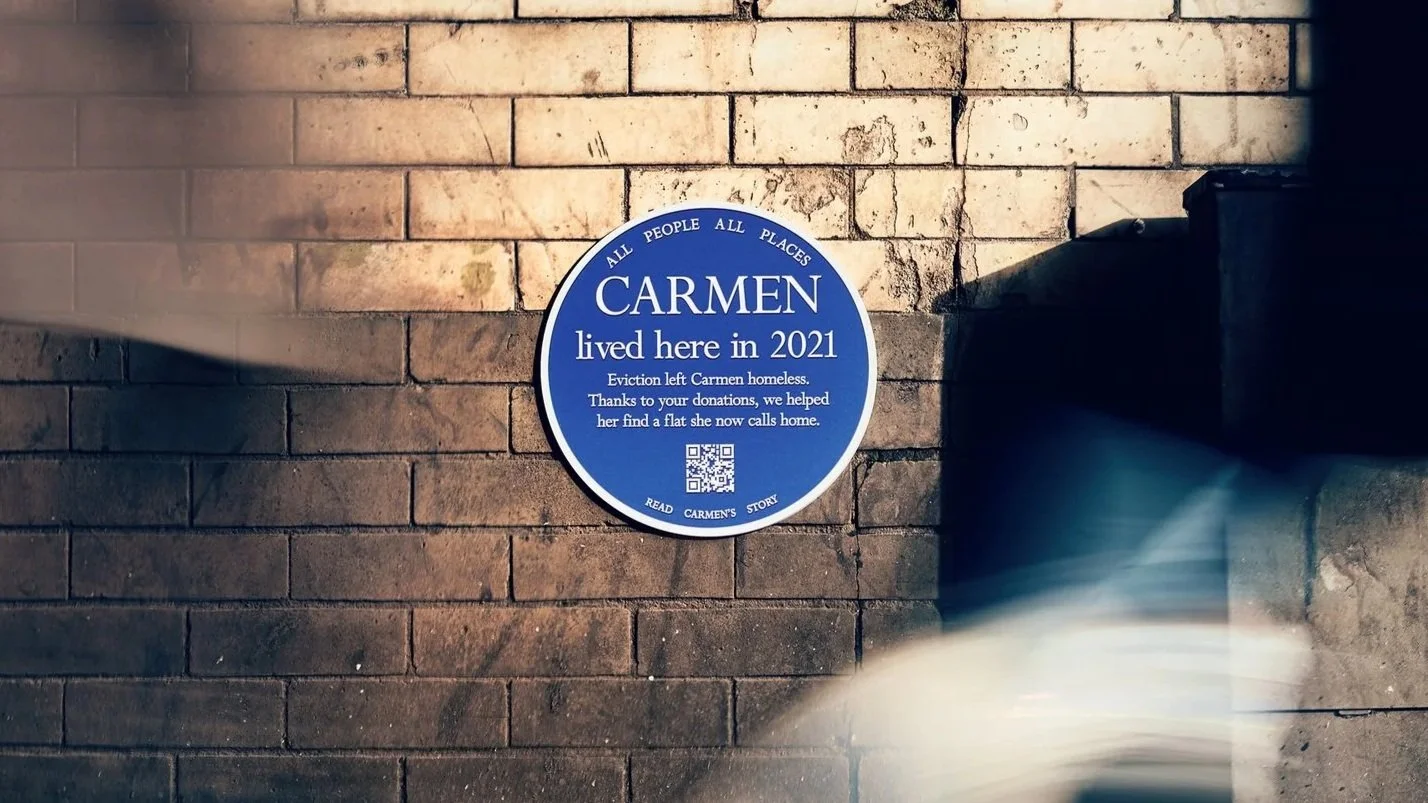 ALL PEOPLE ALL PLACES
CARMEN
lived here in 2021
Eviction left Carmen homeless.
Thanks to your donations, we helped
her find a flat she now calls home.
READ CARMEN'S STORY